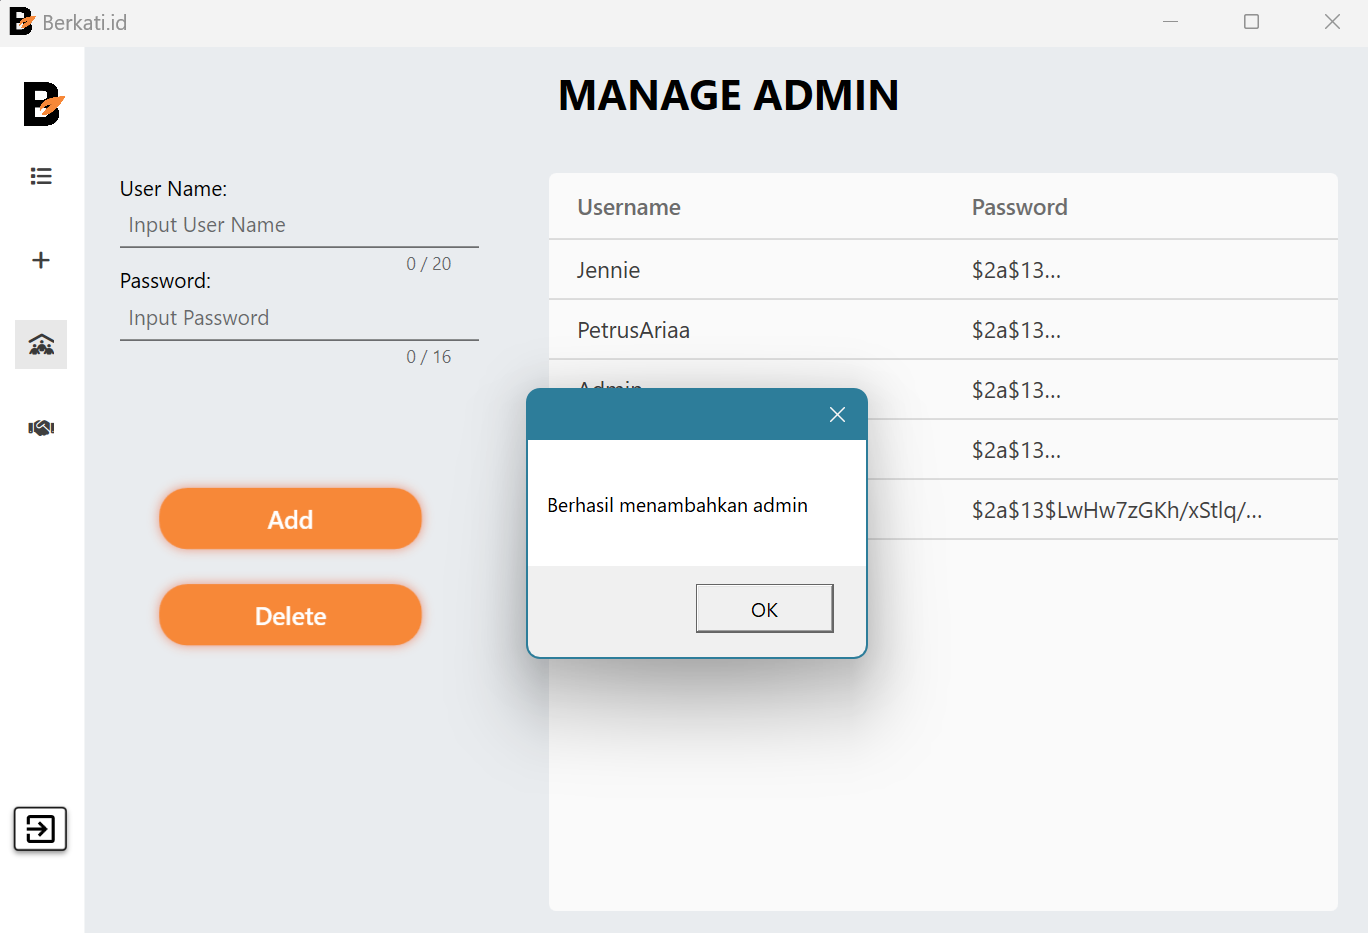 Berkati.id
MANAGE ADMIN
User Name:
Input User Name
0 / 20
Password:
Input Password
0 / 16
Add
Delete
Username Password
Jennie $2a$13...
PetrusAriaa $2a$13...
Admin $2a$13...
$2a$13...
$2a$13$LwHw7zGKh/xStlq/...
Berhasil menambahkan admin
OK